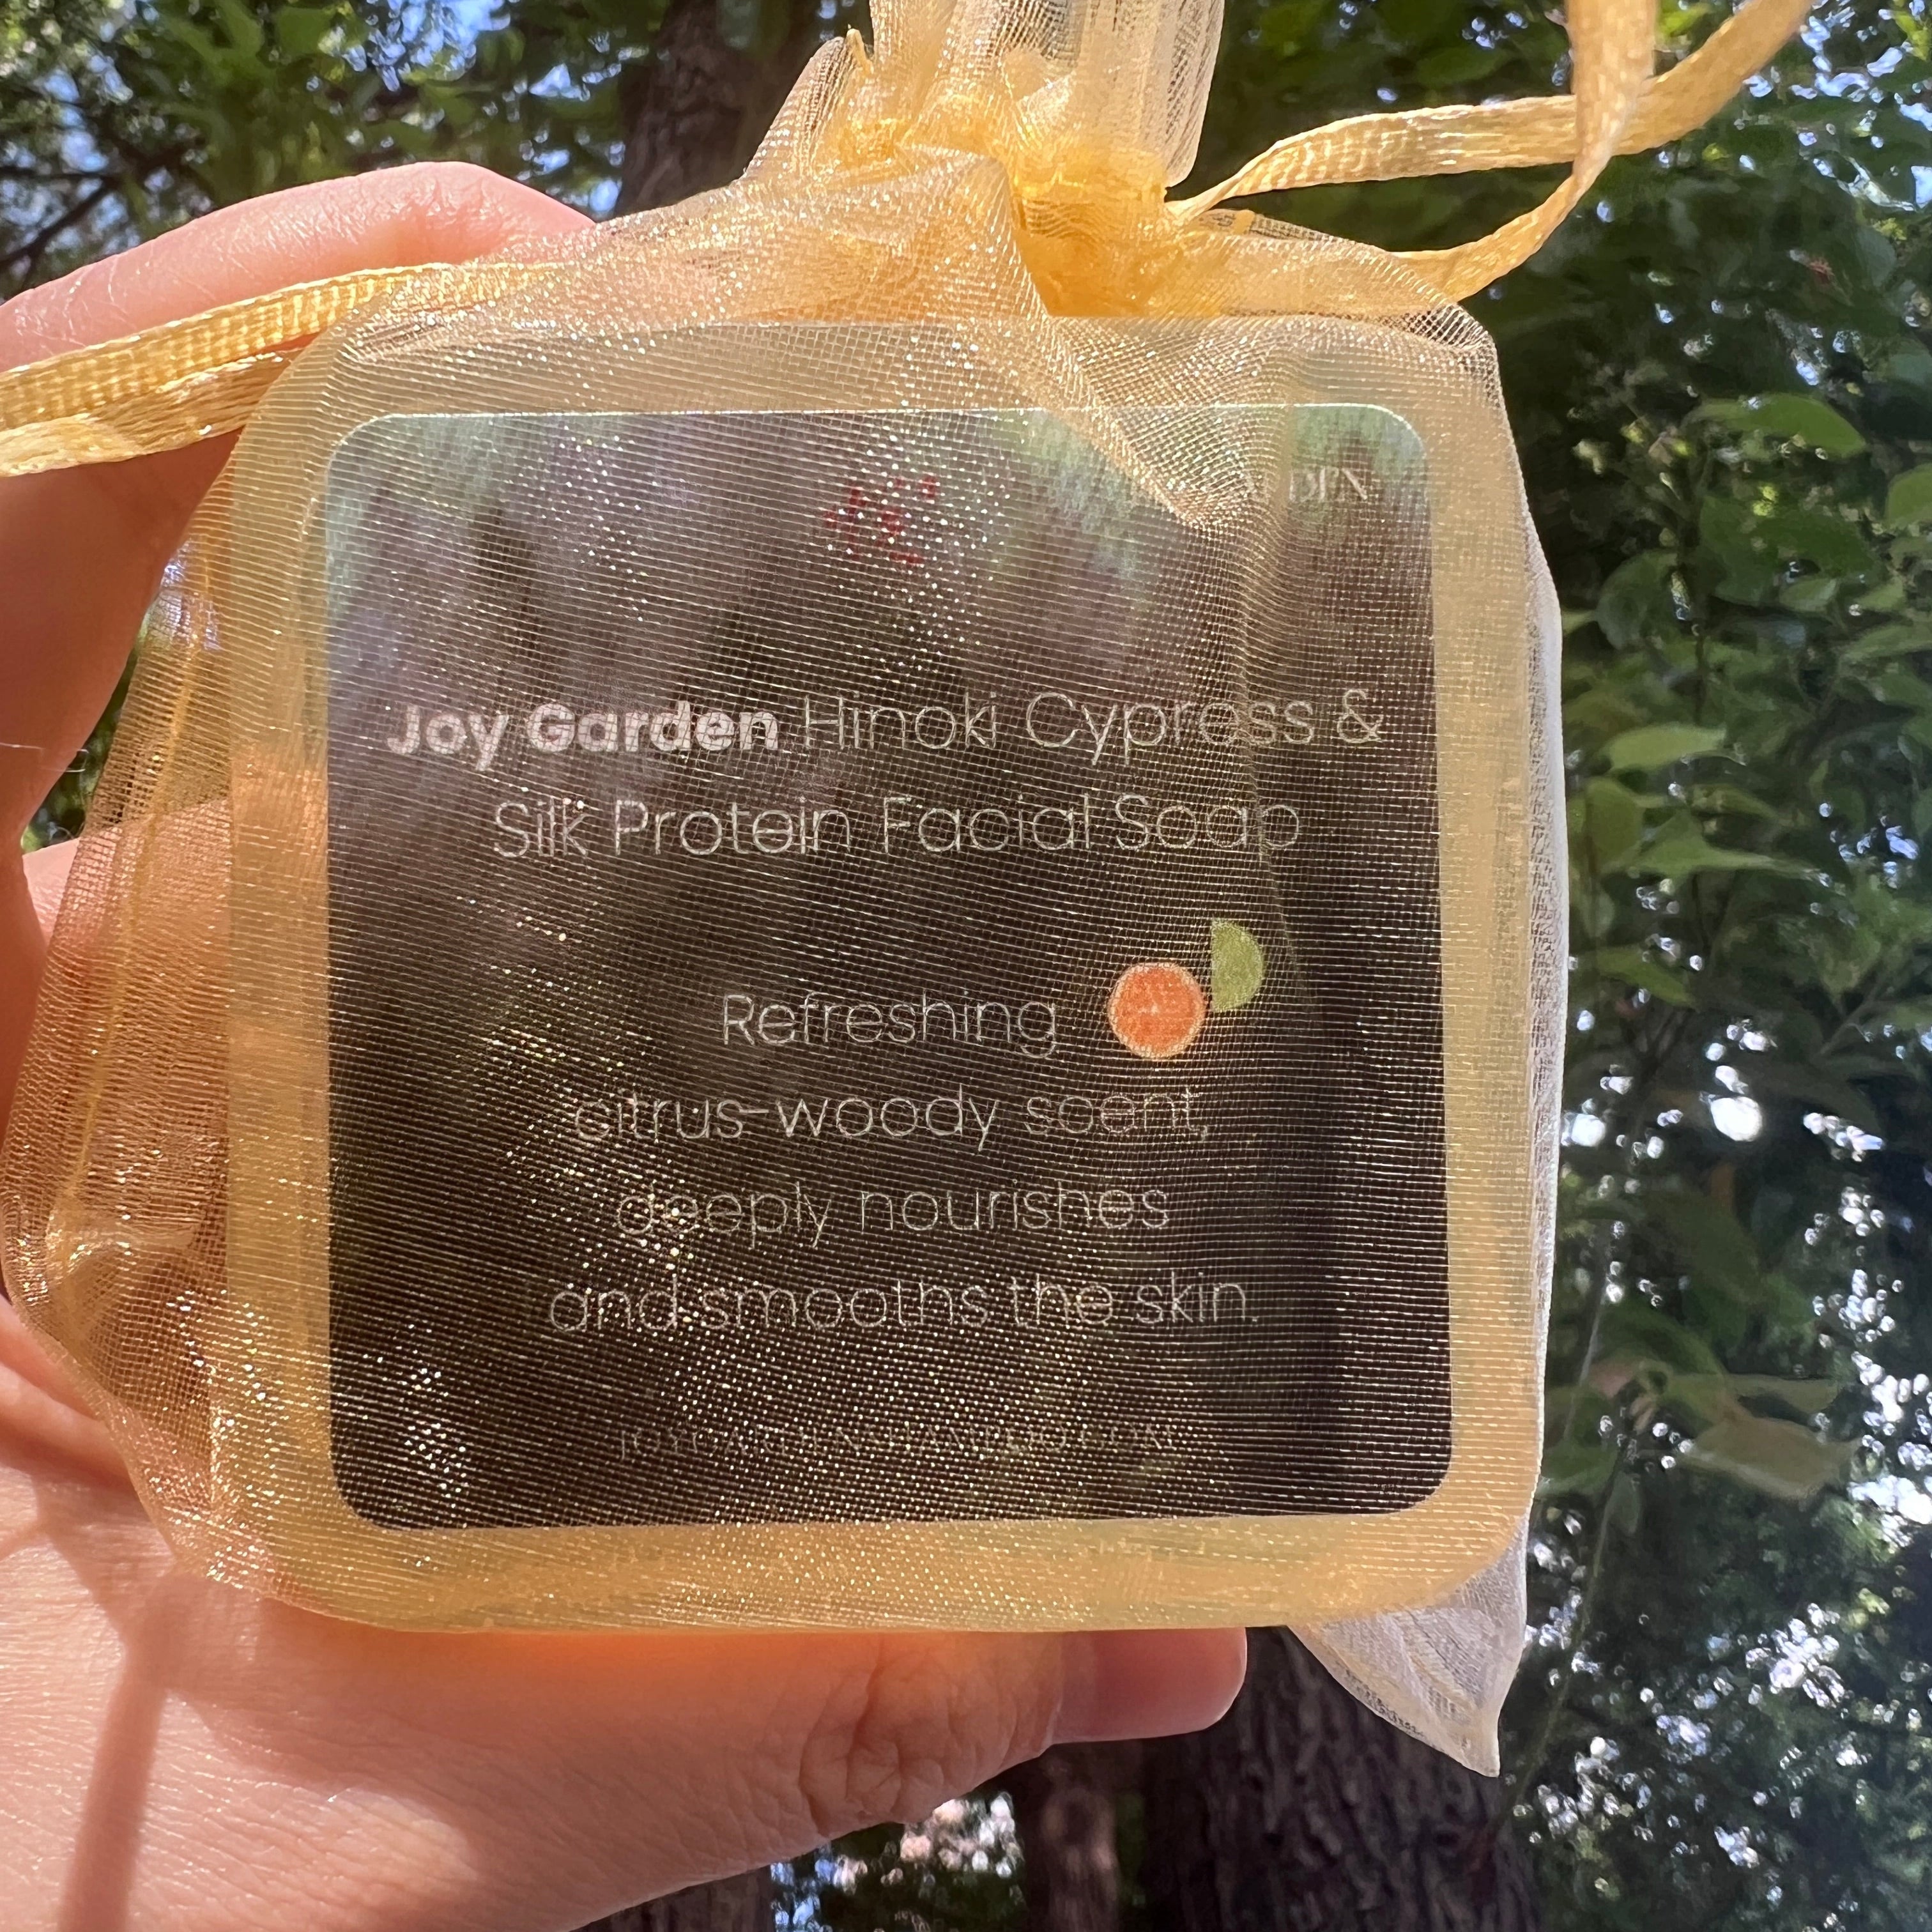 Joy Garden Hinoki Cypress &
Silk Protein Facial Soap
Refreshing
citrus-woody scent,
deeply nourishes
and smooths the skin.